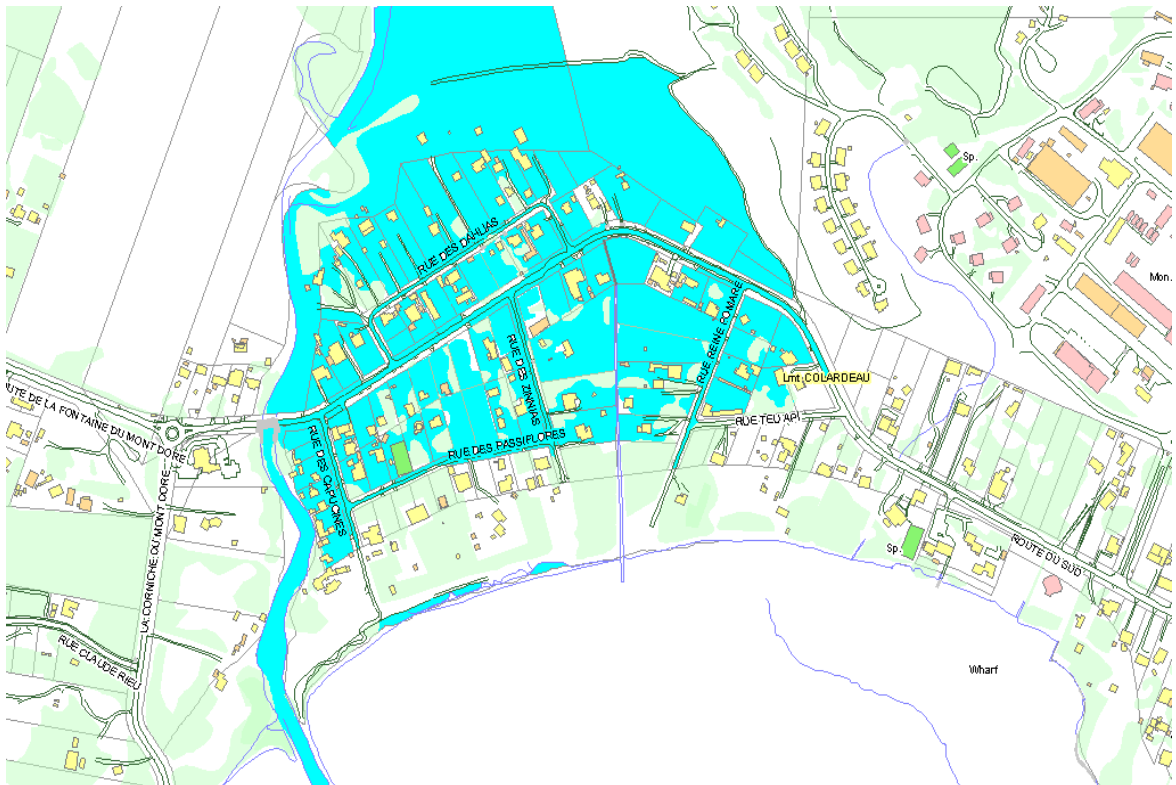 Sp.
Mon
RUE DES DAHLIAS
RUE REINE POMARE
Lmt COLARDEAU
RUE DES ZINNIAS
ROUTE DE LA FONTAINE DU MONT DORE
RUE TEU API
RUE DES PASSIFLORES
RUE DES CAPUCINES
LA CORNICHE DU MONT DORE
Sp.
ROUTE DU SUD
RUE CLAUDE RIEU
Wharf